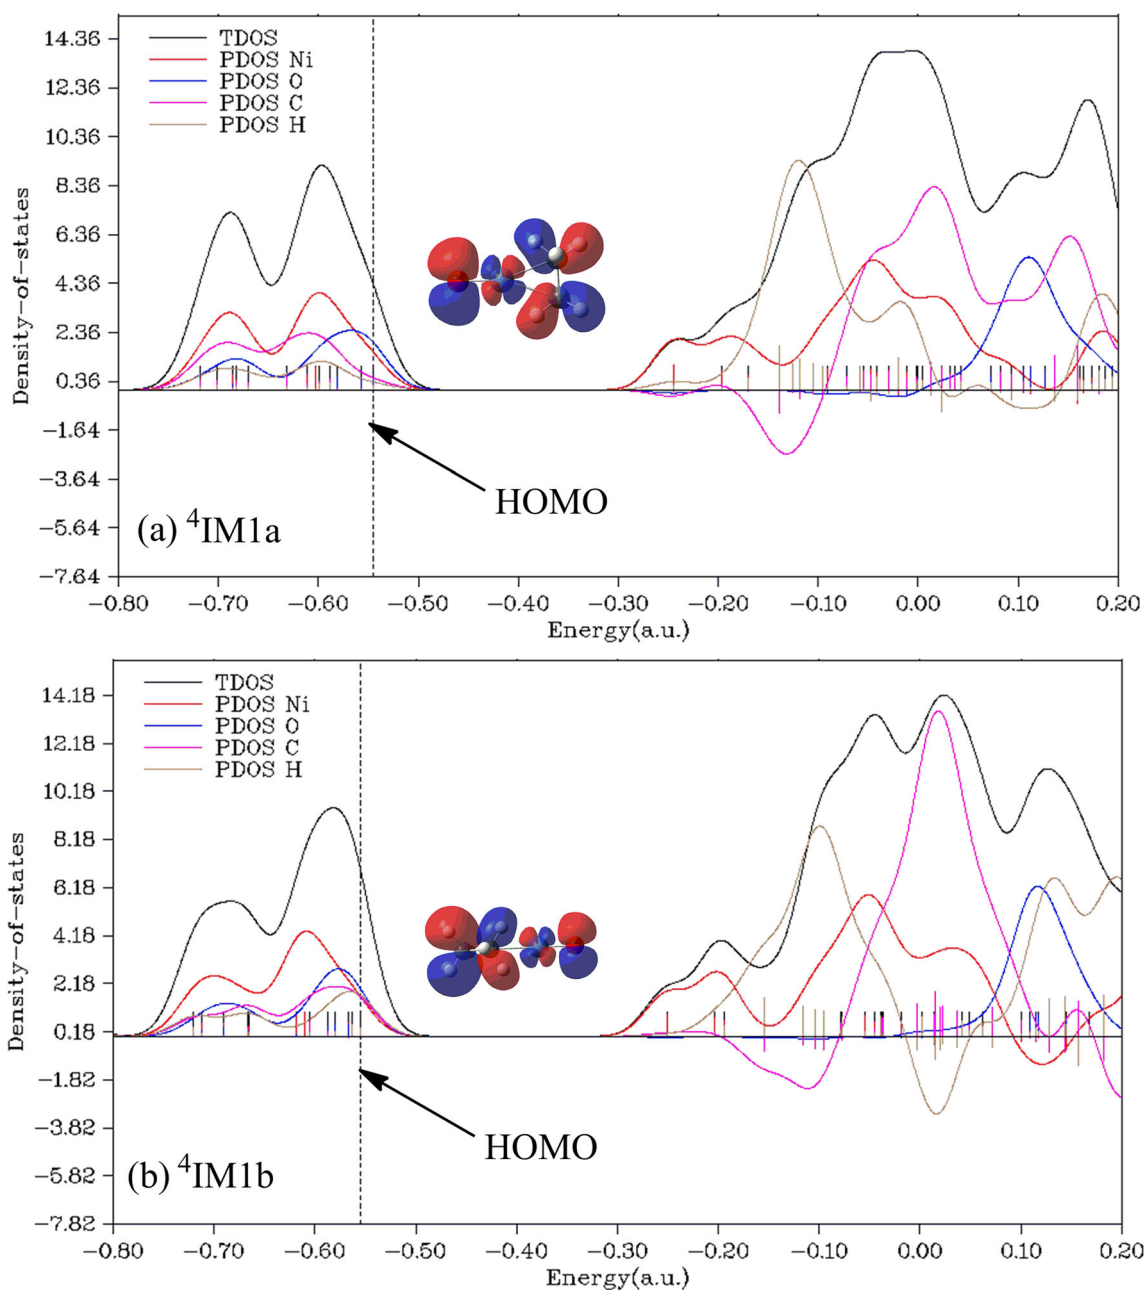 14.36
12.36
10.36
8.36
6.36
4.36
2.36
0.36
−1.64
−3.64
−5.64
−7.64
Density−of−states
TDOS
PDOS Ni
PDOS O
PDOS C
PDOS H
HOMO
(a) ⁴IM1a
−0.80 −0.70 −0.60 −0.50 −0.40 −0.30 −0.20 −0.10 0.00 0.10 0.20
Energy(a.u.)
14.18
12.18
10.18
8.18
6.18
4.18
2.18
0.18
−1.82
−3.82
−5.82
−7.82
Density−of−states
TDOS
PDOS Ni
PDOS O
PDOS C
PDOS H
HOMO
(b) ⁴IM1b
−0.80 −0.70 −0.60 −0.50 −0.40 −0.30 −0.20 −0.10 0.00 0.10 0.20
Energy(a.u.)